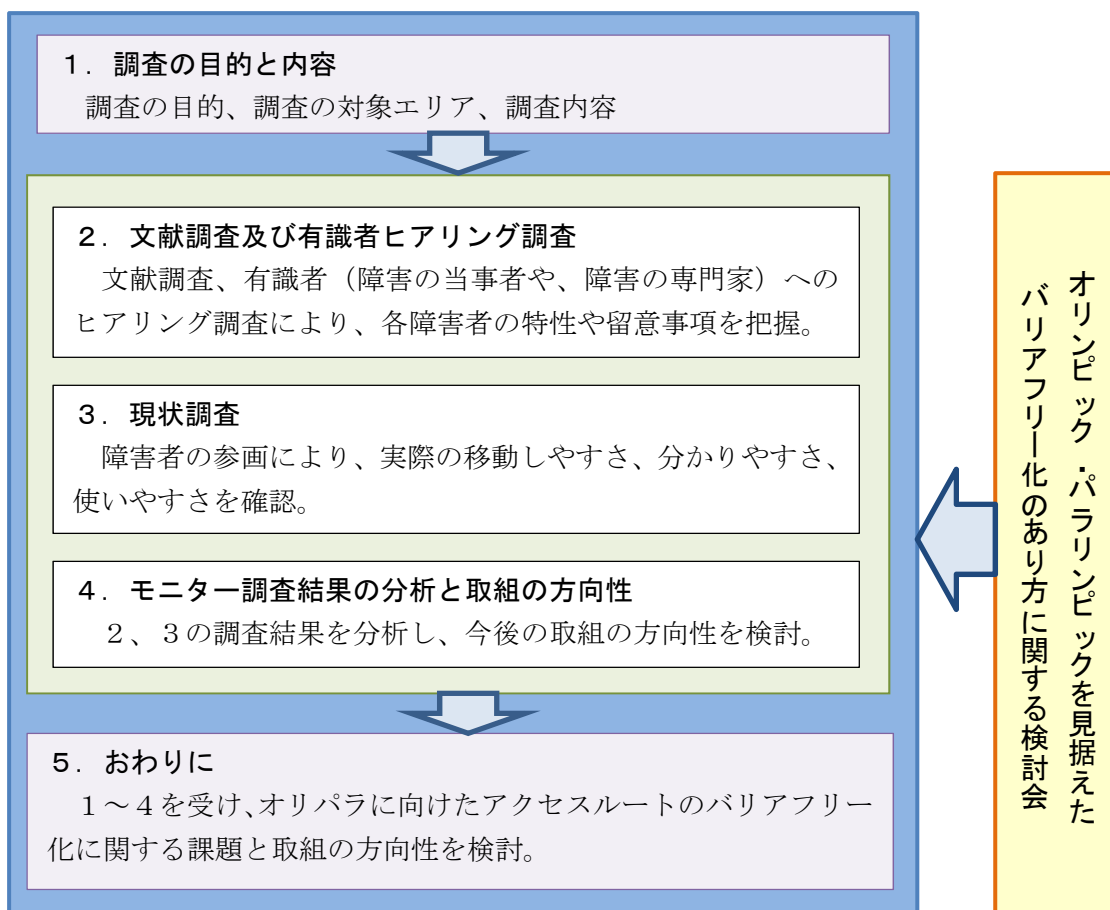 １．調査の目的と内容
調査の目的、調査の対象エリア、調査内容
２．文献調査及び有識者ヒアリング調査
文献調査、有識者（障害の当事者や、障害の専門家）への
ヒアリング調査により、各障害者の特性や留意事項を把握。
３．現状調査
障害者の参画により、実際の移動しやすさ、分かりやすさ、
使いやすさを確認。
４．モニター調査結果の分析と取組の方向性
２、３の調査結果を分析し、今後の取組の方向性を検討。
５．おわりに
１～４を受け、オリパラに向けたアクセスルートのバリアフリー
化に関する課題と取組の方向性を検討。
オリンピック・パラリンピックを見据えた
バリアフリー化のあり方に関する検討会